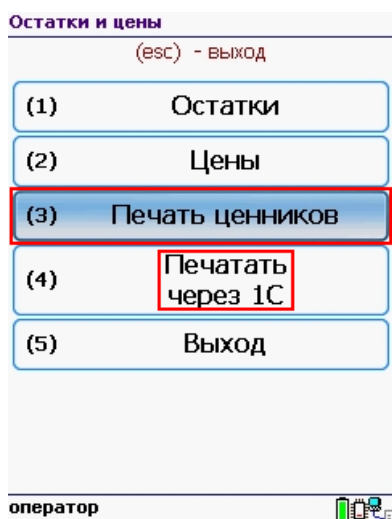 Остатки и цены
(esc) - выход
(1) Остатки
(2) Цены
(3) Печать ценников
(4) Печатать
через 1С
(5) Выход
оператор